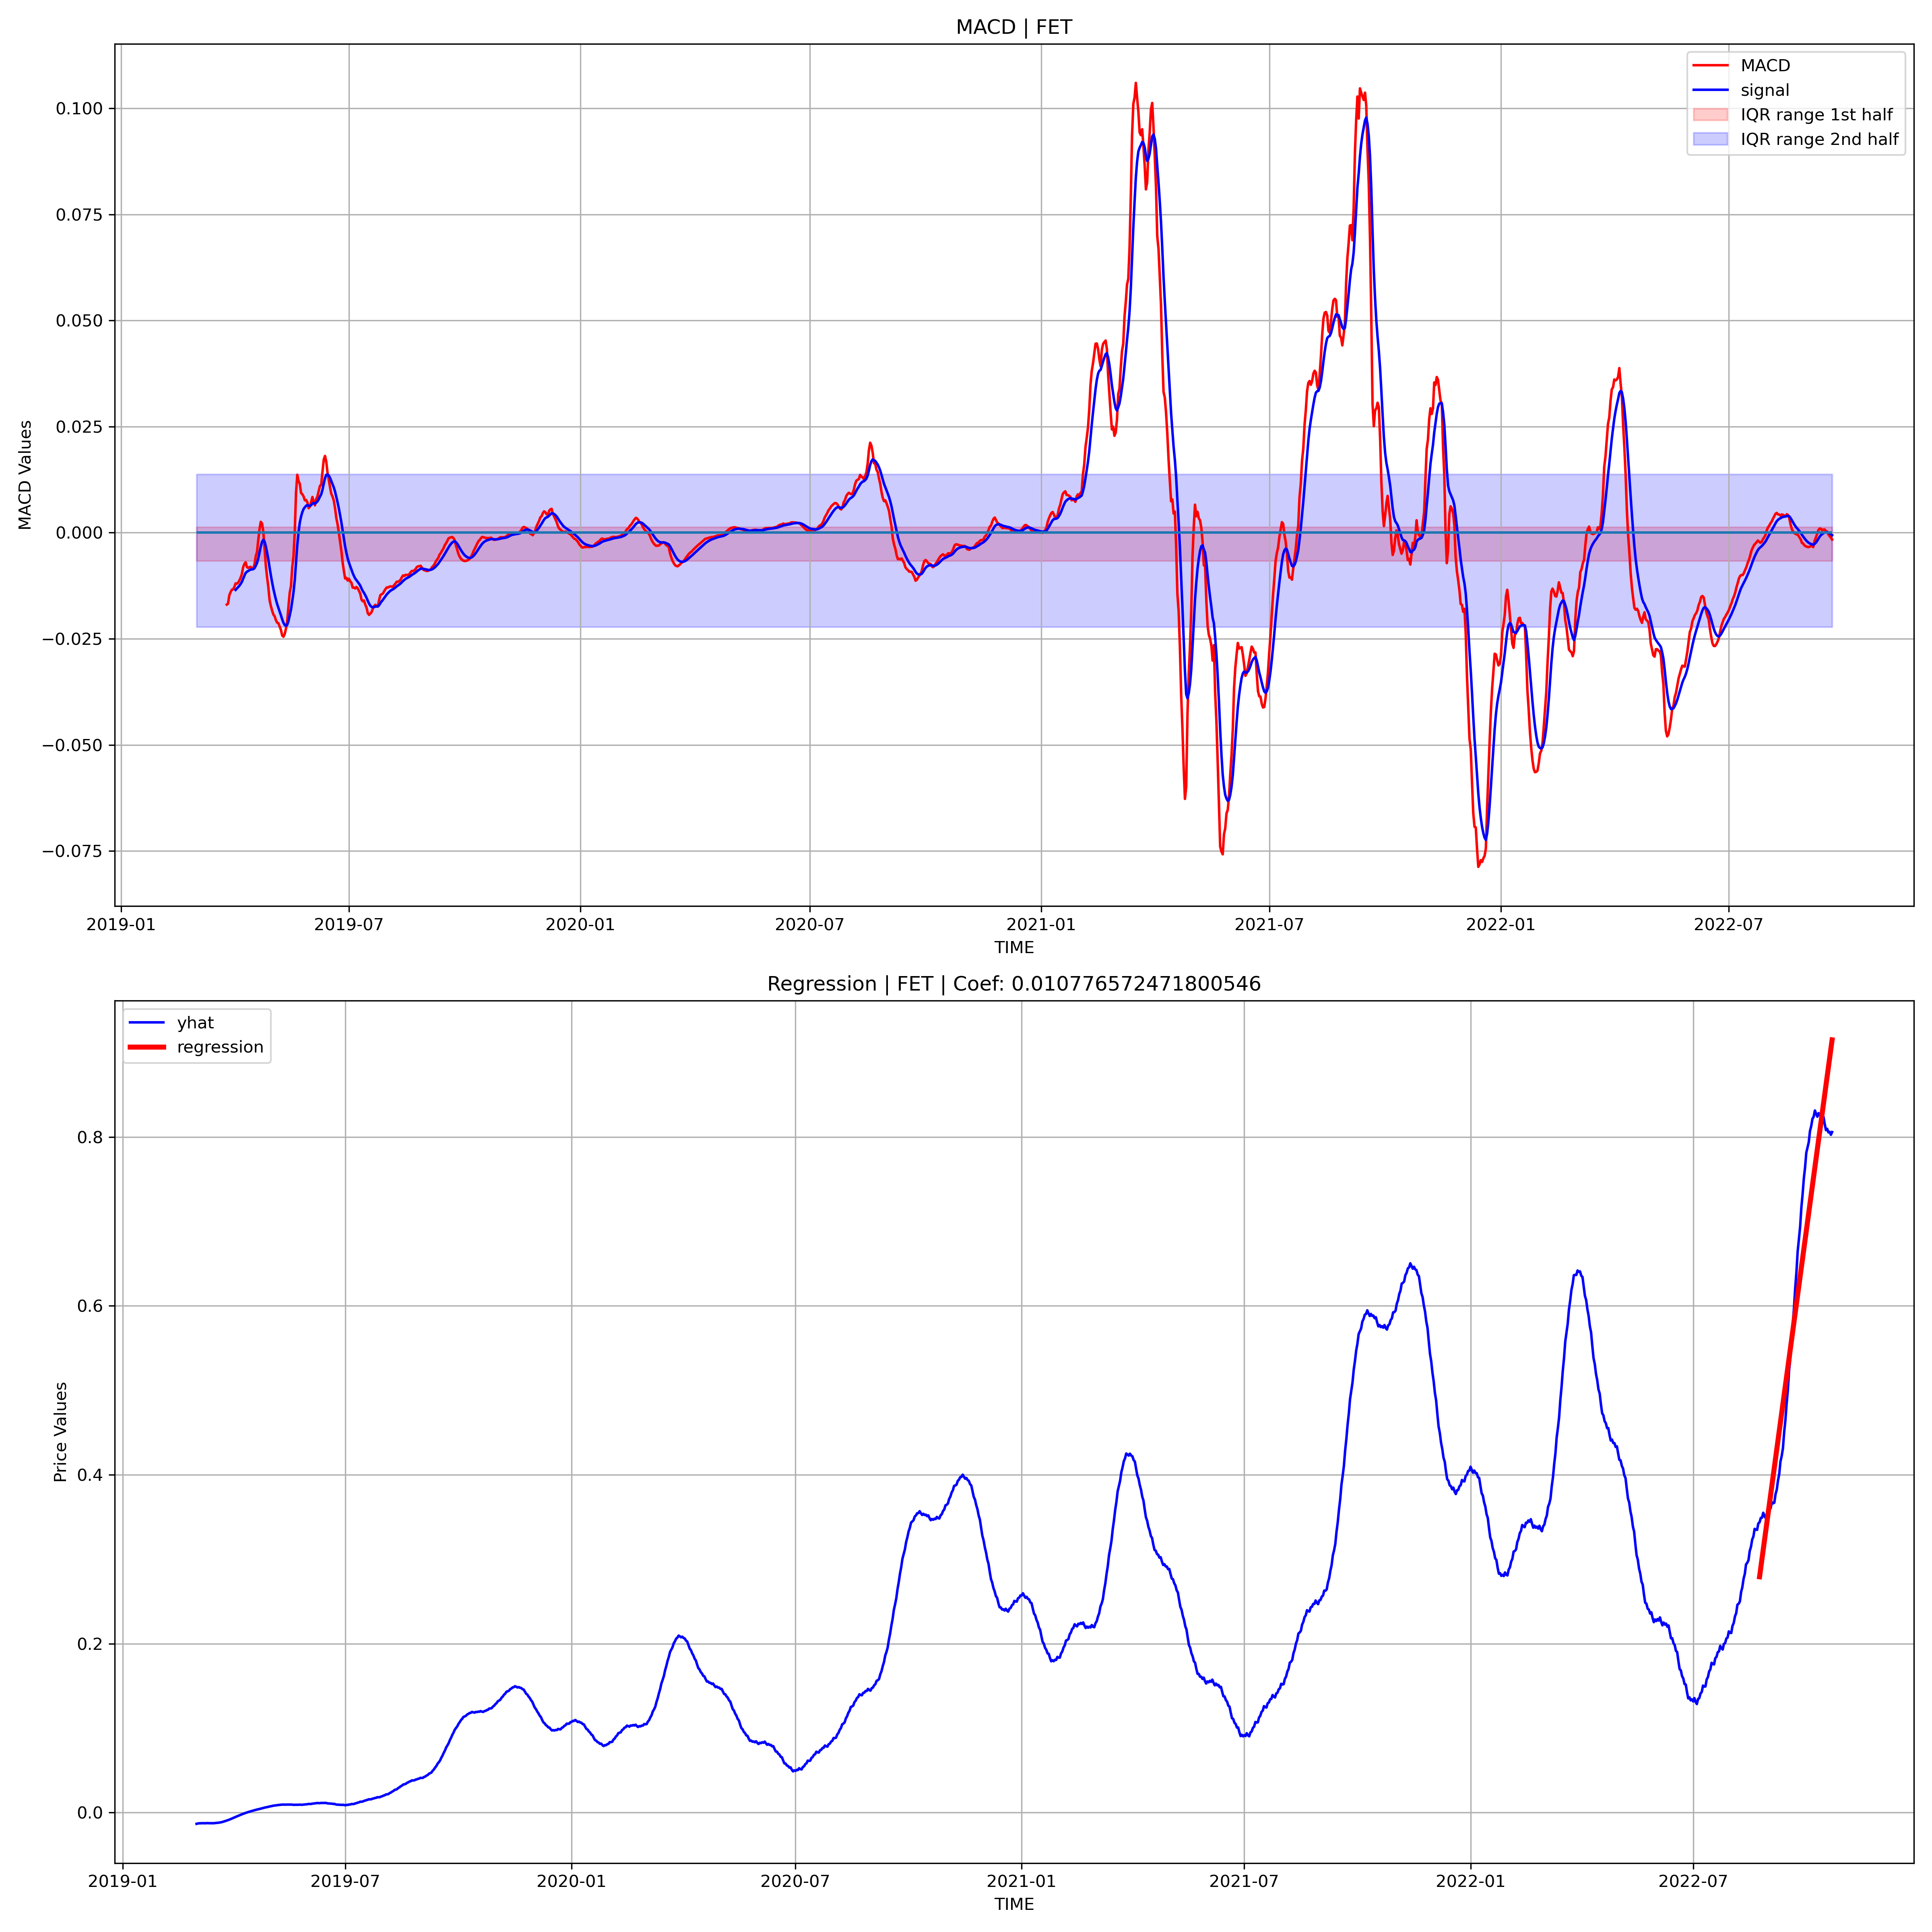 MACD | FET
MACD
signal
IQR range 1st half
IQR range 2nd half
0.100
0.075
0.050
0.025
0.000
−0.025
−0.050
−0.075
MACD Values
2019-01 2019-07 2020-01 2020-07 2021-01 2021-07 2022-01 2022-07
TIME
Regression | FET | Coef: 0.010776572471800546
yhat
regression
0.8
0.6
0.4
0.2
0.0
Price Values
2019-01 2019-07 2020-01 2020-07 2021-01 2021-07 2022-01 2022-07
TIME